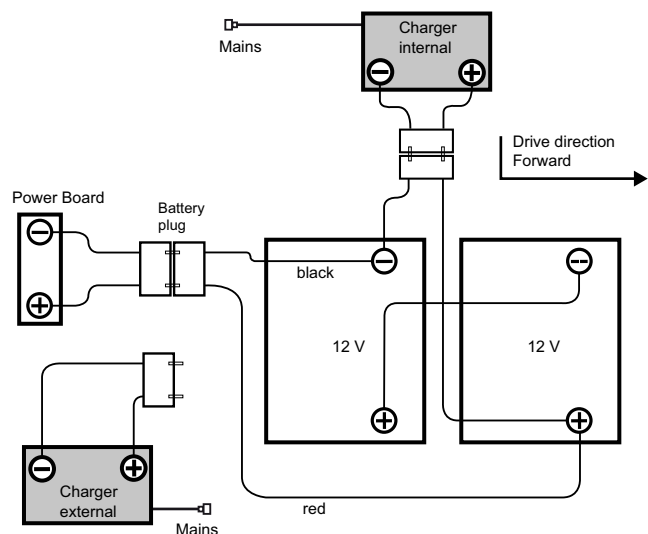 Charger
internal
Mains
Drive direction
Forward
Power Board
Battery
plug
black
12 V
12 V
Charger
external
red
Mains